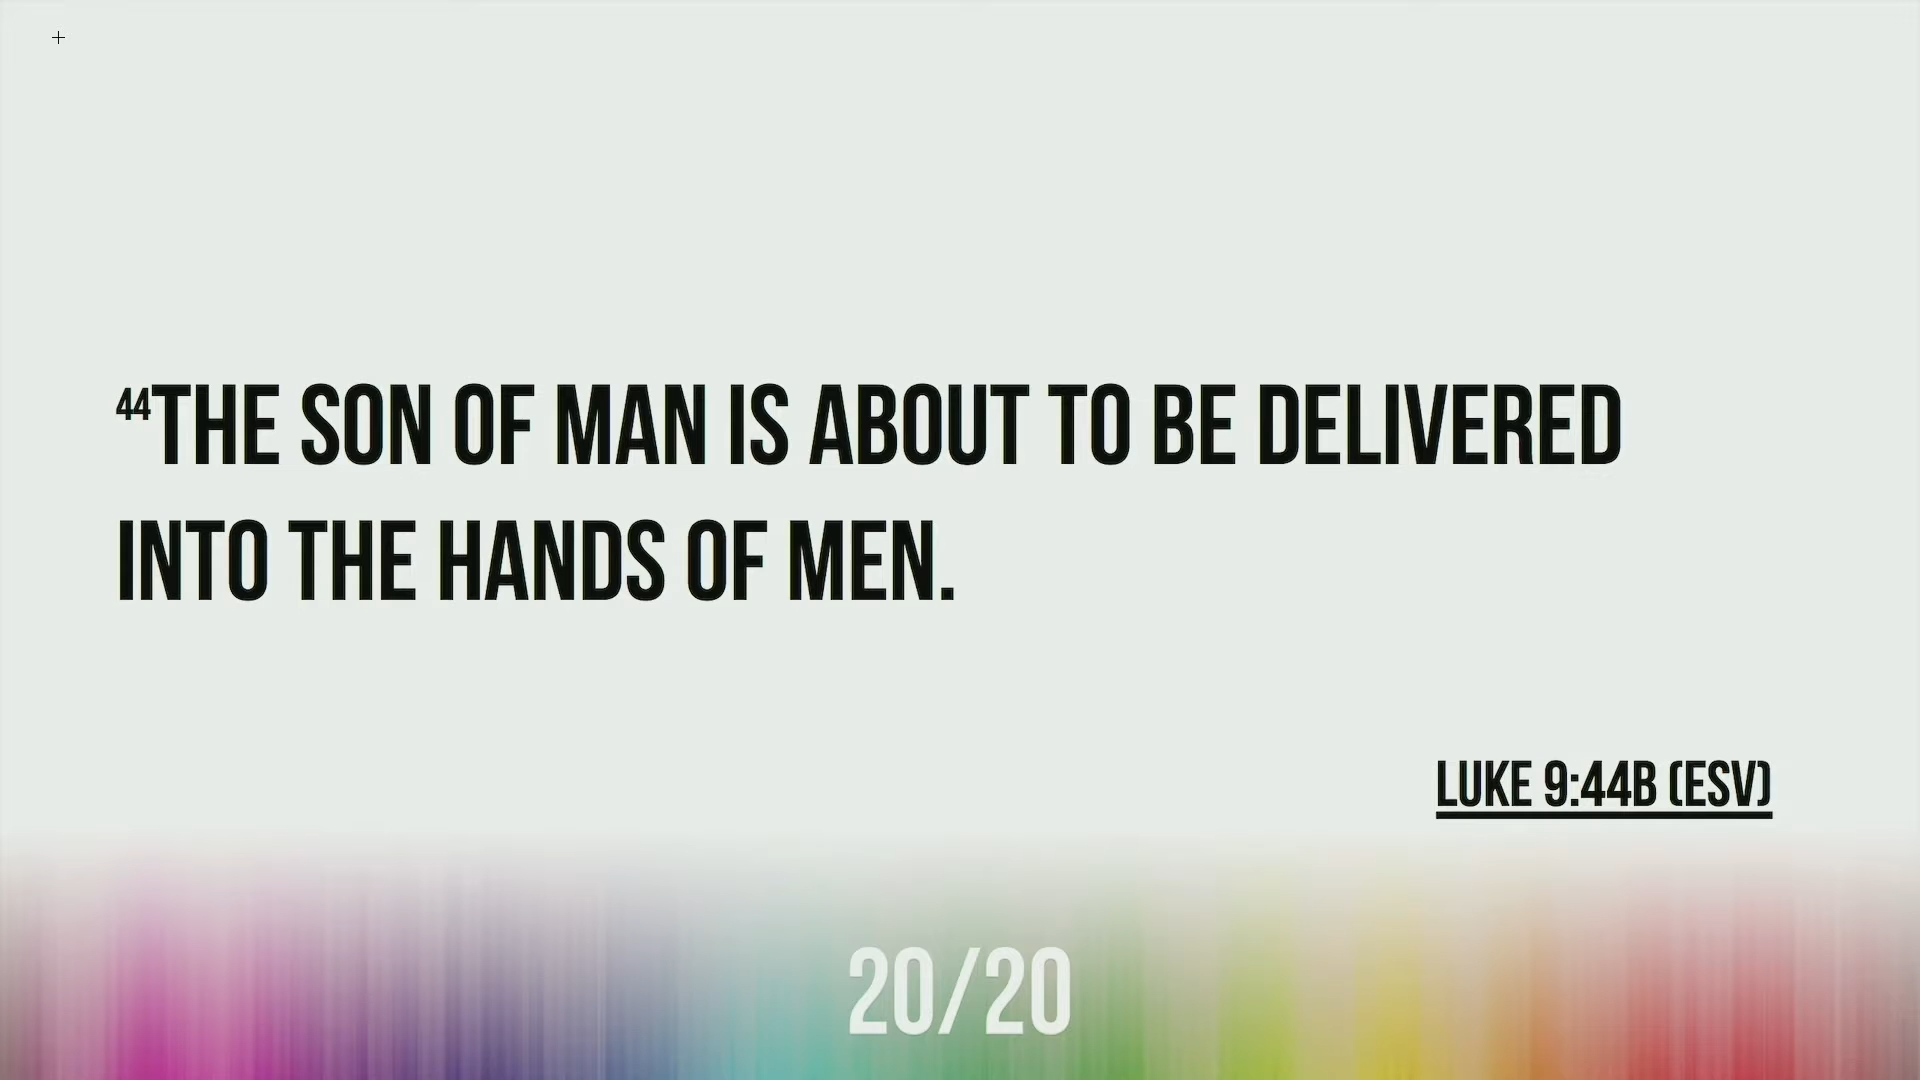 44THE SON OF MAN IS ABOUT TO BE DELIVERED
INTO THE HANDS OF MEN.
LUKE 9:44B (ESV)
20/20